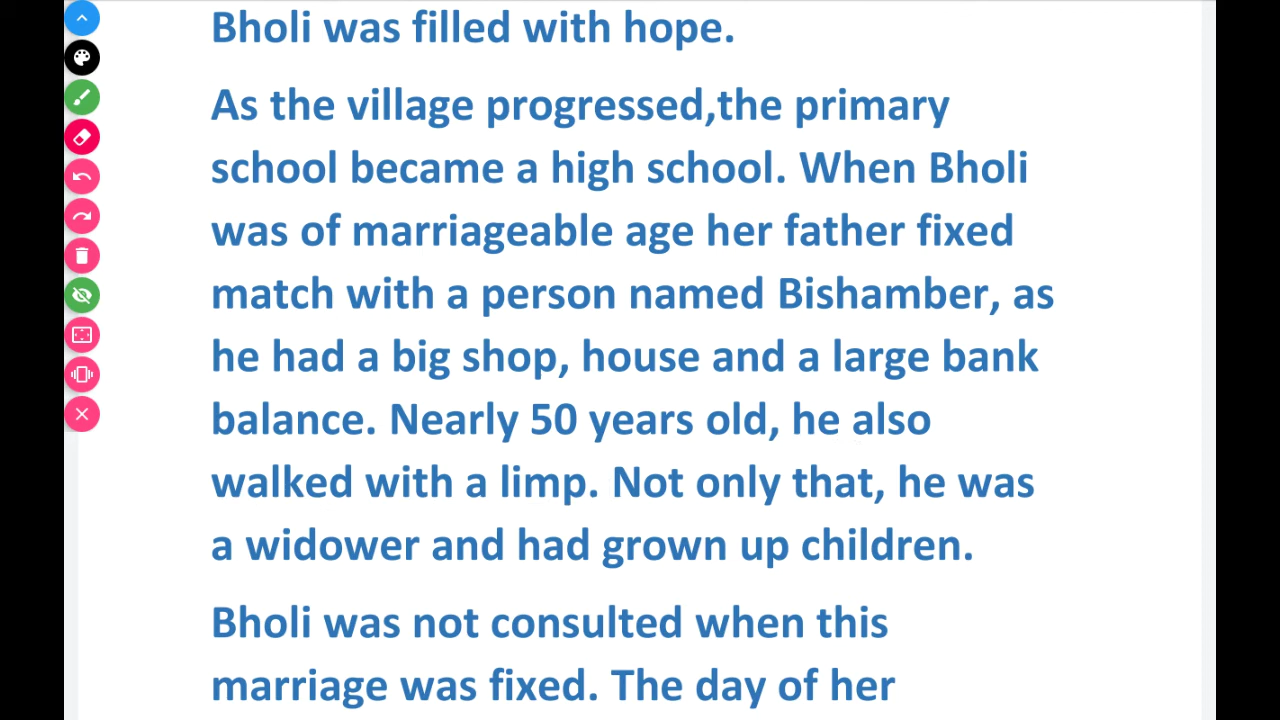 Bholi was filled with hope.
As the village progressed,the primary
school became a high school. When Bholi
was of marriageable age her father fixed
match with a person named Bishamber, as
he had a big shop, house and a large bank
balance. Nearly 50 years old, he also
walked with a limp. Not only that, he was
a widower and had grown up children.
Bholi was not consulted when this
marriage was fixed. The day of her